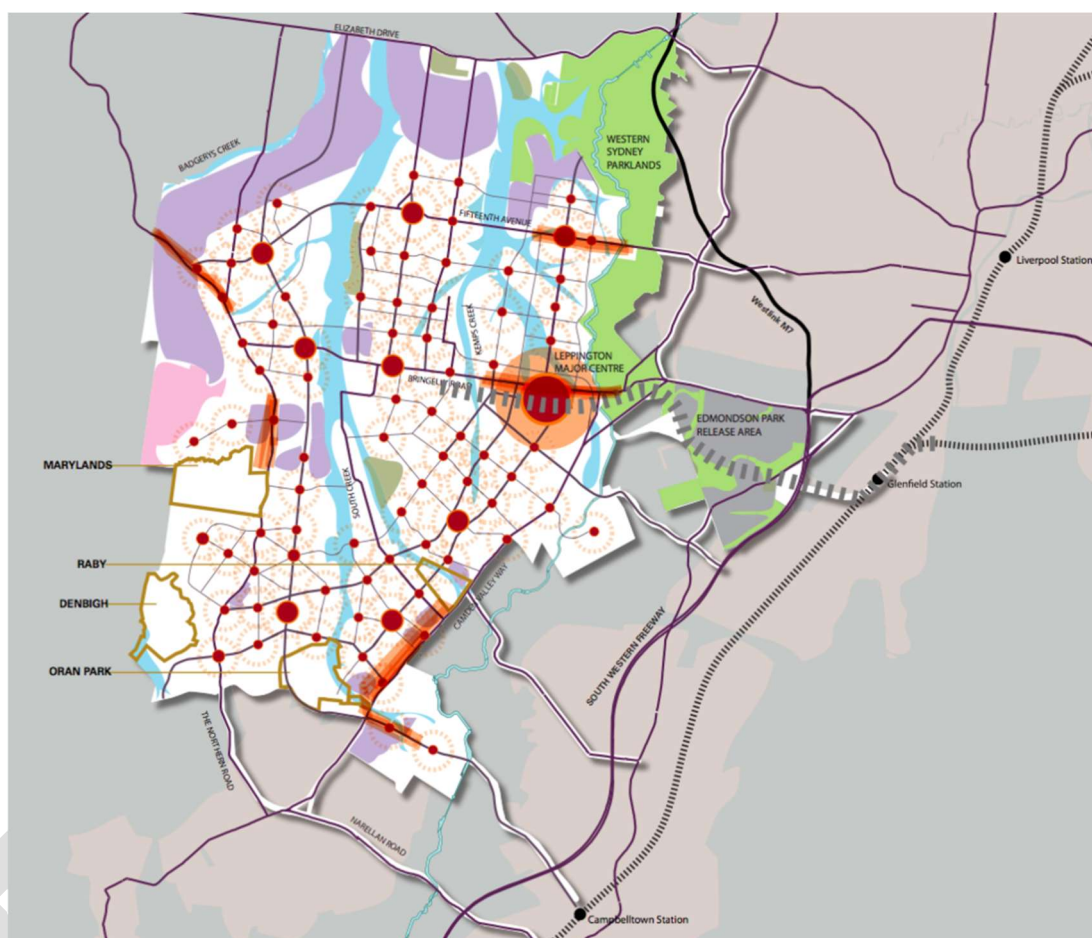 ELIZABETH DRIVE
BADGERYS CREEK
WESTERN
SYDNEY
PARKLANDS
FIFTEENTH AVENUE
Liverpool Station
Westlink M7
KEMPS CREEK
LEPPINGTON
MAJOR CENTRE
BRINGELLY ROAD
EDMONDSON PARK
RELEASE AREA
MARYLANDS
SOUTH CREEK
Glenfield Station
RABY
DENBIGH
CAMDEN VALLEY WAY
ORAN PARK
SOUTH WESTERN FREEWAY
THE NORTHERN ROAD
NARELLAN ROAD
Campbelltown Station